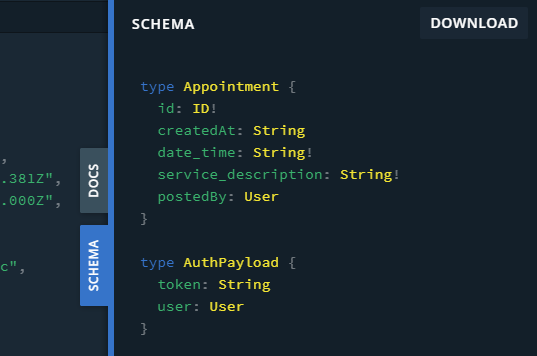 SCHEMA
DOWNLOAD
type Appointment {
id: ID!
createdAt: String
date_time: String!
service_description: String!
postedBy: User
}
type AuthPayload {
token: String
user: User
}
,
.381Z",
.000Z",
c",
DOCS
SCHEMA